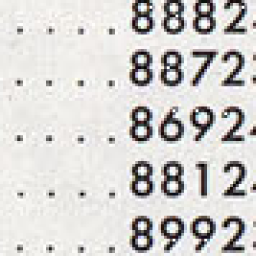 . . . . 8882
. . . . 8872
. . . . 8692
. . . . 8812
. . . . 8992